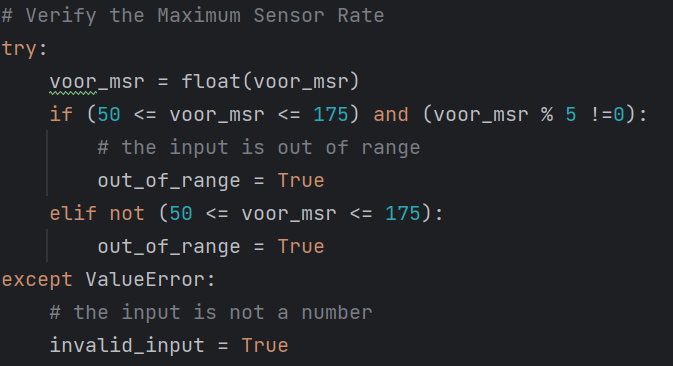 # Verify the Maximum Sensor Rate
try:
    voor_msr = float(voor_msr)
    if (50 <= voor_msr <= 175) and (voor_msr % 5 !=0):
        # the input is out of range
        out_of_range = True
    elif not (50 <= voor_msr <= 175):
        out_of_range = True
except ValueError:
    # the input is not a number
    invalid_input = True